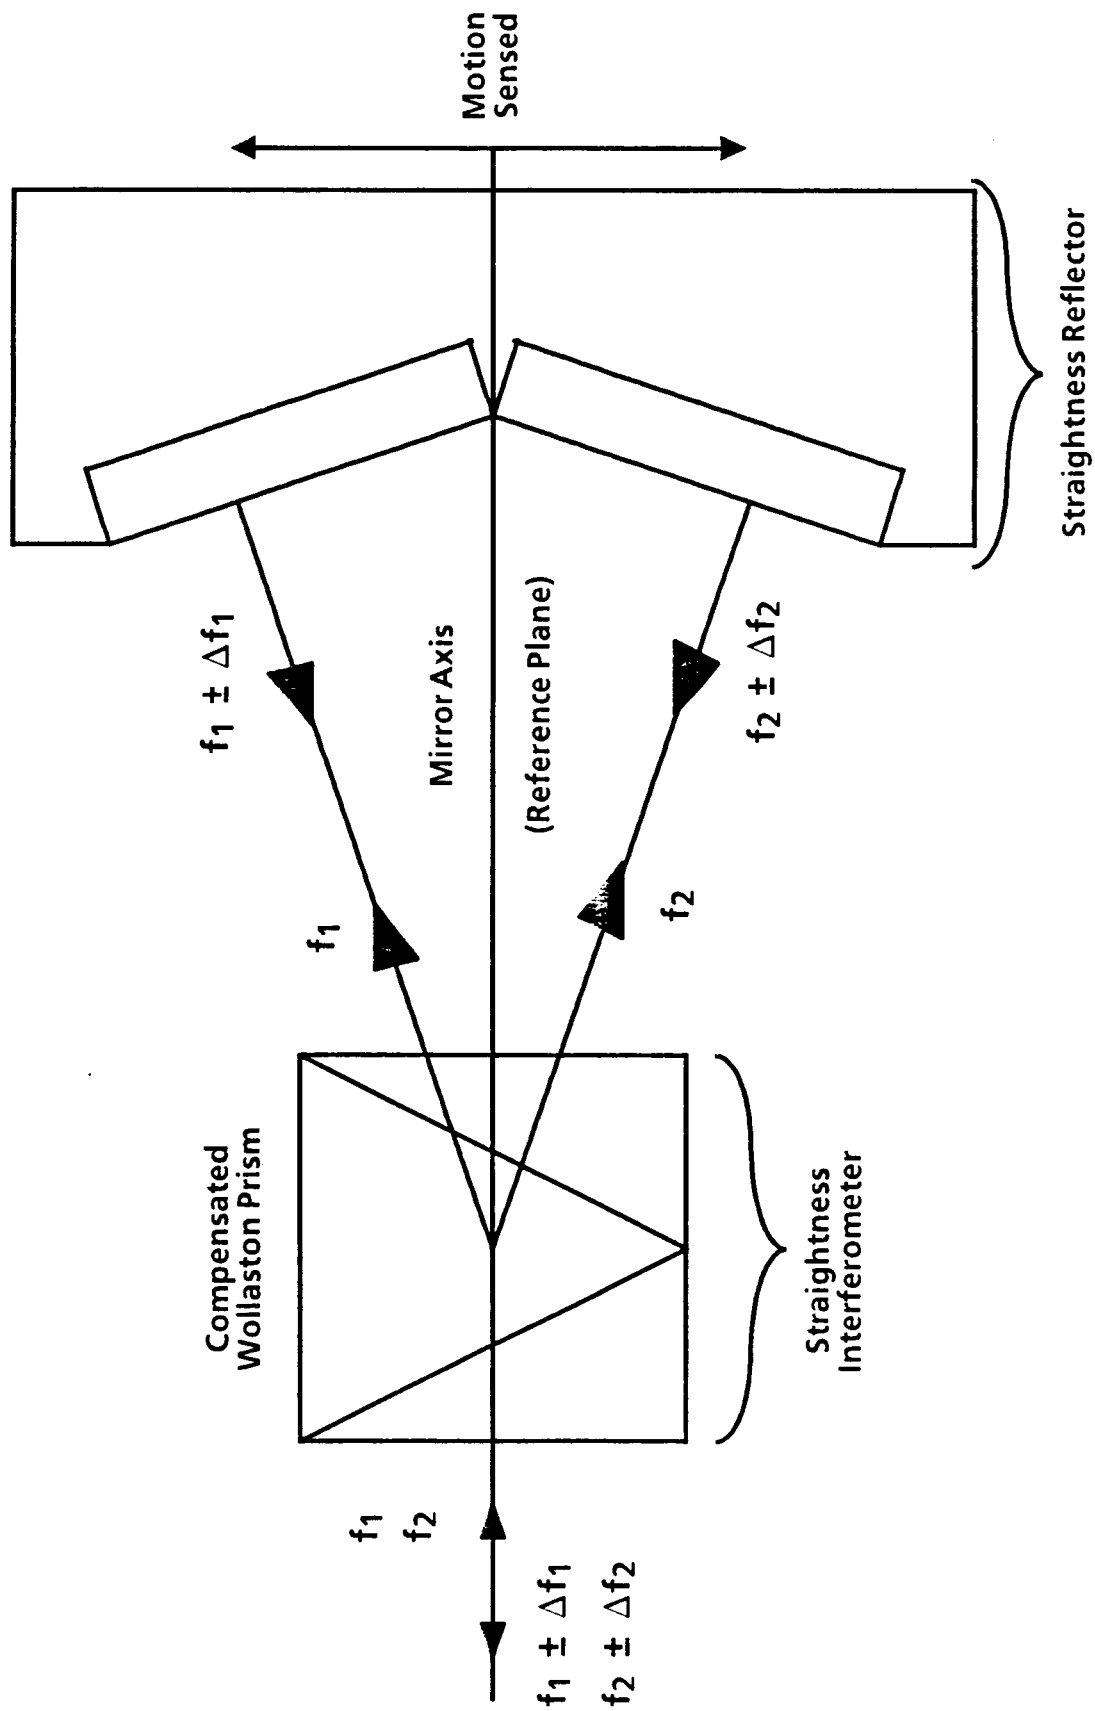 Compensated
Wollaston Prism
f1 ± Δf1
f1
f1
f2
Mirror Axis
Motion
Sensed
(Reference Plane)
f1 ± Δf1
f2 ± Δf2
f2
f2 ± Δf2
Straightness
Interferometer
Straightness Reflector